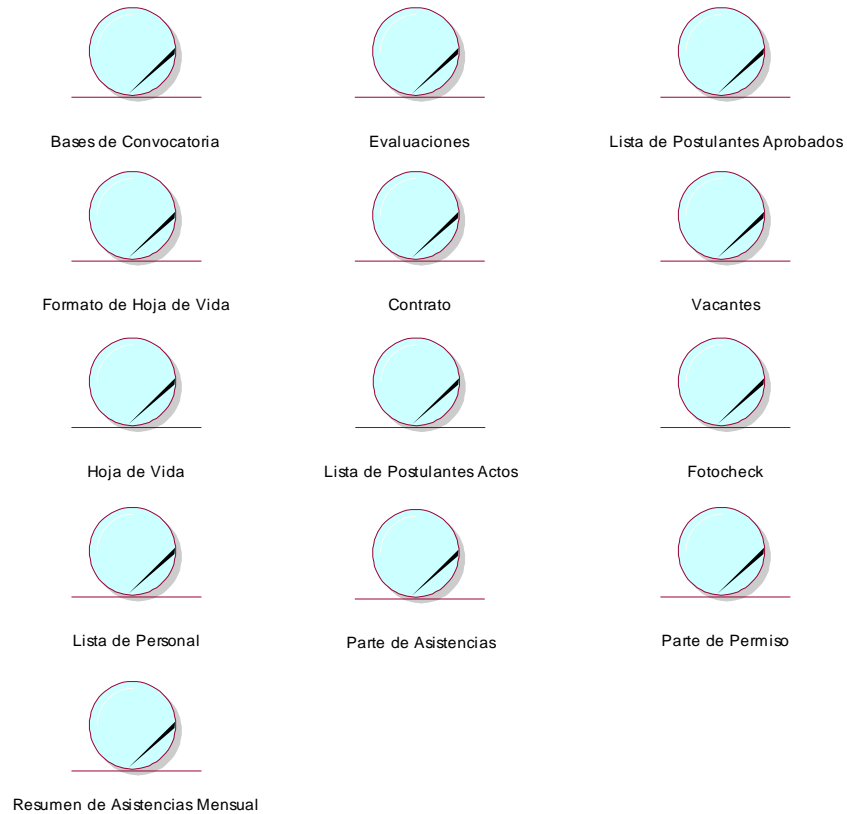 Bases de Convocatoria
Evaluaciones
Lista de Postulantes Aprobados
Formato de Hoja de Vida
Contrato
Vacantes
Hoja de Vida
Lista de Postulantes Actos
Fotocheck
Lista de Personal
Parte de Asistencias
Parte de Permiso
Resumen de Asistencias Mensual